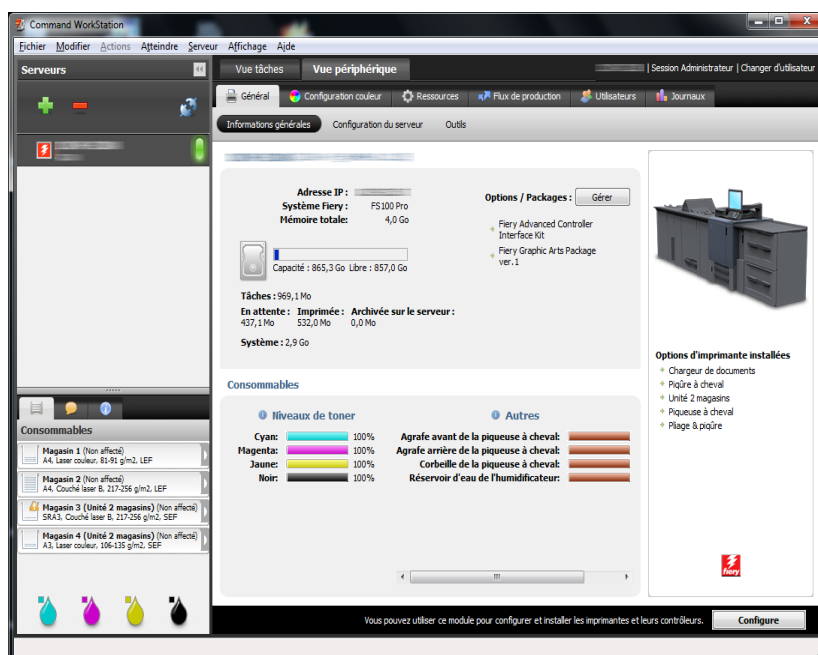 Command WorkStation
Fichier Modifier Actions Atteindre Serveur Affichage Aide
Serveurs
Vue tâches Vue périphérique
| Session Administrateur | Changer d'utilisateur
Général Configuration couleur Ressources Flux de production Utilisateurs Journaux
Informations générales Configuration du serveur Outils
Adresse IP :
Système Fiery : FS100 Pro
Mémoire totale: 4,0 Go
Capacité : 865,3 Go Libre : 857,0 Go
Tâches : 969,1 Mo
En attente : Imprimée : Archivée sur le serveur :
437,1 Mo 532,0 Mo 0,0 Mo
Système : 2,9 Go
Options / Packages : Gérer
Fiery Advanced Controller
Interface Kit
Fiery Graphic Arts Package
ver. 1
Options d'imprimante installées
Chargeur de documents
Piqûre à cheval
Unité 2 magasins
Piqueuse à cheval
Pliage & piqûre
fiery
Consommables
Niveaux de toner
Cyan: 100%
Magenta: 100%
Jaune: 100%
Noir: 100%
Autres
Agrafe avant de la piqueuse à cheval:
Agrafe arrière de la piqueuse à cheval:
Corbeille de la piqueuse à cheval:
Réservoir d'eau de l'humidificateur:
Consommables
Magasin 1 (Non affecté)
A4, Laser couleur, 81-91 g/m2, LEF
Magasin 2 (Non affecté)
A4, Couché laser B, 217-256 g/m2, LEF
Magasin 3 (Unité 2 magasins) (Non affecté)
SRA3, Couché laser B, 217-256 g/m2, SEF
Magasin 4 (Unité 2 magasins) (Non affecté)
A3, Laser couleur, 106-135 g/m2, SEF
Vous pouvez utiliser ce module pour configurer et installer les imprimantes et leurs contrôleurs. Configure